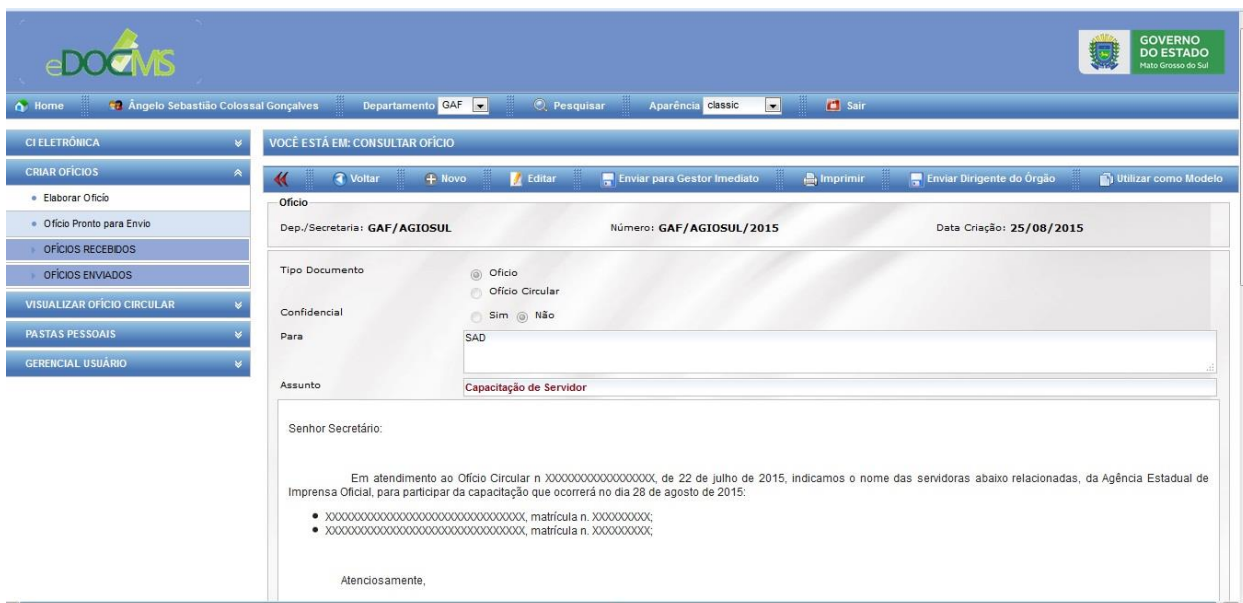 eDOCMS
GOVERNO
DO ESTADO
Mato Grosso do Sul
Home Ângelo Sebastião Colossal Gonçalves Departamento GAF Pesquisar Aparência classic Sair
CI ELETRÔNICA
CRIAR OFÍCIOS
Elaborar Ofício
Ofício Pronto para Envio
OFÍCIOS RECEBIDOS
OFÍCIOS ENVIADOS
VISUALIZAR OFÍCIO CIRCULAR
PASTAS PESSOAIS
GERENCIAL USUÁRIO
VOCÊ ESTÁ EM: CONSULTAR OFÍCIO
Voltar Novo Editar Enviar para Gestor Imediato Imprimir Enviar Dirigente do Órgão Utilizar como Modelo
Oficio
Dep./Secretaria: GAF/AGIOSUL Número: GAF/AGIOSUL/2015 Data Criação: 25/08/2015
Tipo Documento Oficio
Ofício Circular
Confidencial Sim Não
Para SAD
Assunto Capacitação de Servidor
Senhor Secretário:
Em atendimento ao Ofício Circular n XXXXXXXXXXXXXXXXX, de 22 de julho de 2015, indicamos o nome das servidoras abaixo relacionadas, da Agência Estadual de
Imprensa Oficial, para participar da capacitação que ocorrerá no dia 28 de agosto de 2015:
XXXXXXXXXXXXXXXXXXXXXXXXXXXXXXXX, matrícula n. XXXXXXXXX;
XXXXXXXXXXXXXXXXXXXXXXXXXXXXXXXX, matrícula n. XXXXXXXXX;
Atenciosamente,